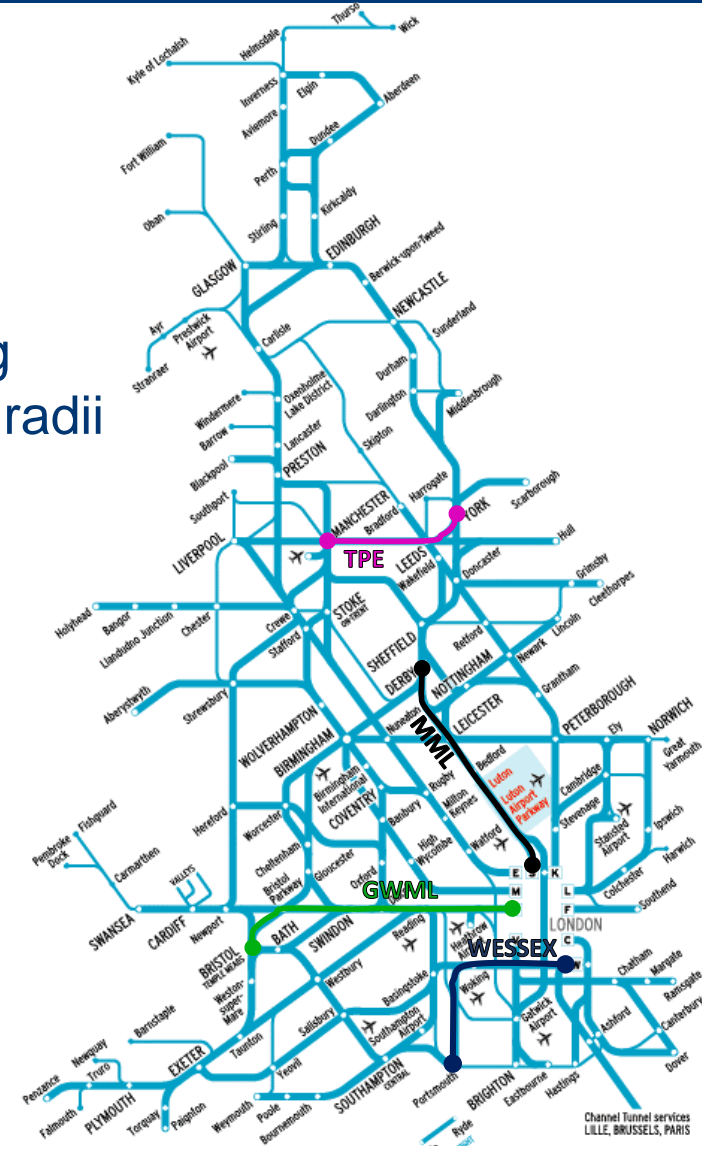 Thurso
Wick
Helmsdale
Kyle of Lochalsh
Inverness
Elgin
Aberdeen
Aviemore
Dundee
Fort William
Perth
Kirkcaldy
Oban
Stirling
EDINBURGH
Berwick-upon-Tweed
GLASGOW
NEWCASTLE
Sunderland
Ayr
Prestwick
Airport
Carlisle
g
Stranraer
Durham
radii
Windermere
Oxenholme
Lake District
Darlington
Middlesbrough
Barrow
Lancaster
Skipton
Blackpool
PRESTON
Harrogate
Scarborough
Southport
MANCHESTER
Bradford
YORK
LIVERPOOL
TPE
LEEDS
Wakefield
Hull
Doncaster
Grimsby
Cleethorpes
Holyhead
Bangor
Llandudno Junction
Chester
Crewe
STOKE
ON-TRENT
Stafford
SHEFFIELD
Retford
Lincoln
Newark
DERBY
NOTTINGHAM
Grantham
Aberystwyth
Shrewsbury
Nuneaton
MML
LEICESTER
PETERBOROUGH
Ely
NORWICH
Great
Yarmouth
WOLVERHAMPTON
BIRMINGHAM
Birmingham
International
COVENTRY
Rugby
Milton
Keynes
Bedford
Luton
Luton
Airport
Parkway
Cambridge
Stevenage
Stansted
Airport
Ipswich
Harwich
Hereford
Worcester
Banbury
High
Wycombe
Watford
Fishguard
Pembroke
Dock
Carmarthen
VALLEYS
Cheltenham
Gloucester
Bristol
Parkway
Oxford
GWML
E
K
M
L
F
C
LONDON
Colchester
Southend
SWANSEA
CARDIFF
Newport
BATH
SWINDON
Reading
Heathrow
WESSEX
W
BRISTOL
TEMPLE MEADS
Weston-
super-
Mare
Westbury
Basingstoke
Woking
Gatwick
Airport
Chatham
Margate
Ramsgate
Canterbury
Ashford
Dover
Barnstaple
Taunton
Salisbury
Southampton
Airport
Newquay
Truro
EXETER
Yeovil
SOUTHAMPTON
CENTRAL
Portsmouth
BRIGHTON
Eastbourne
Hastings
Penzance
Falmouth
PLYMOUTH
Torquay
Paignton
Weymouth
Poole
Bournemouth
Ryde
Channel Tunnel services
LILLE, BRUSSELS, PARIS